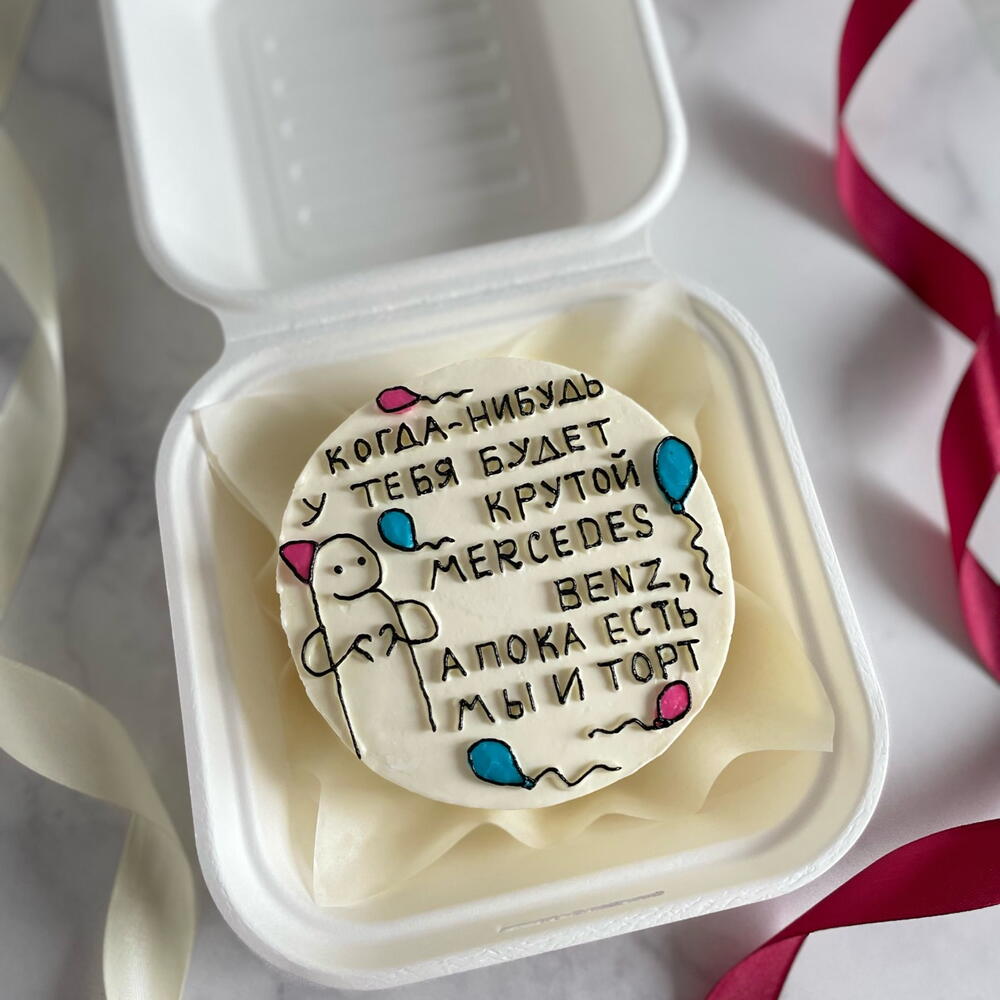 КОГДА-НИБУДЬ
У ТЕБЯ БУДЕТ
КРУТОЙ
MERCEDES
BENZ,
А ПОКА ЕСТЬ
МЫ И ТОРТ